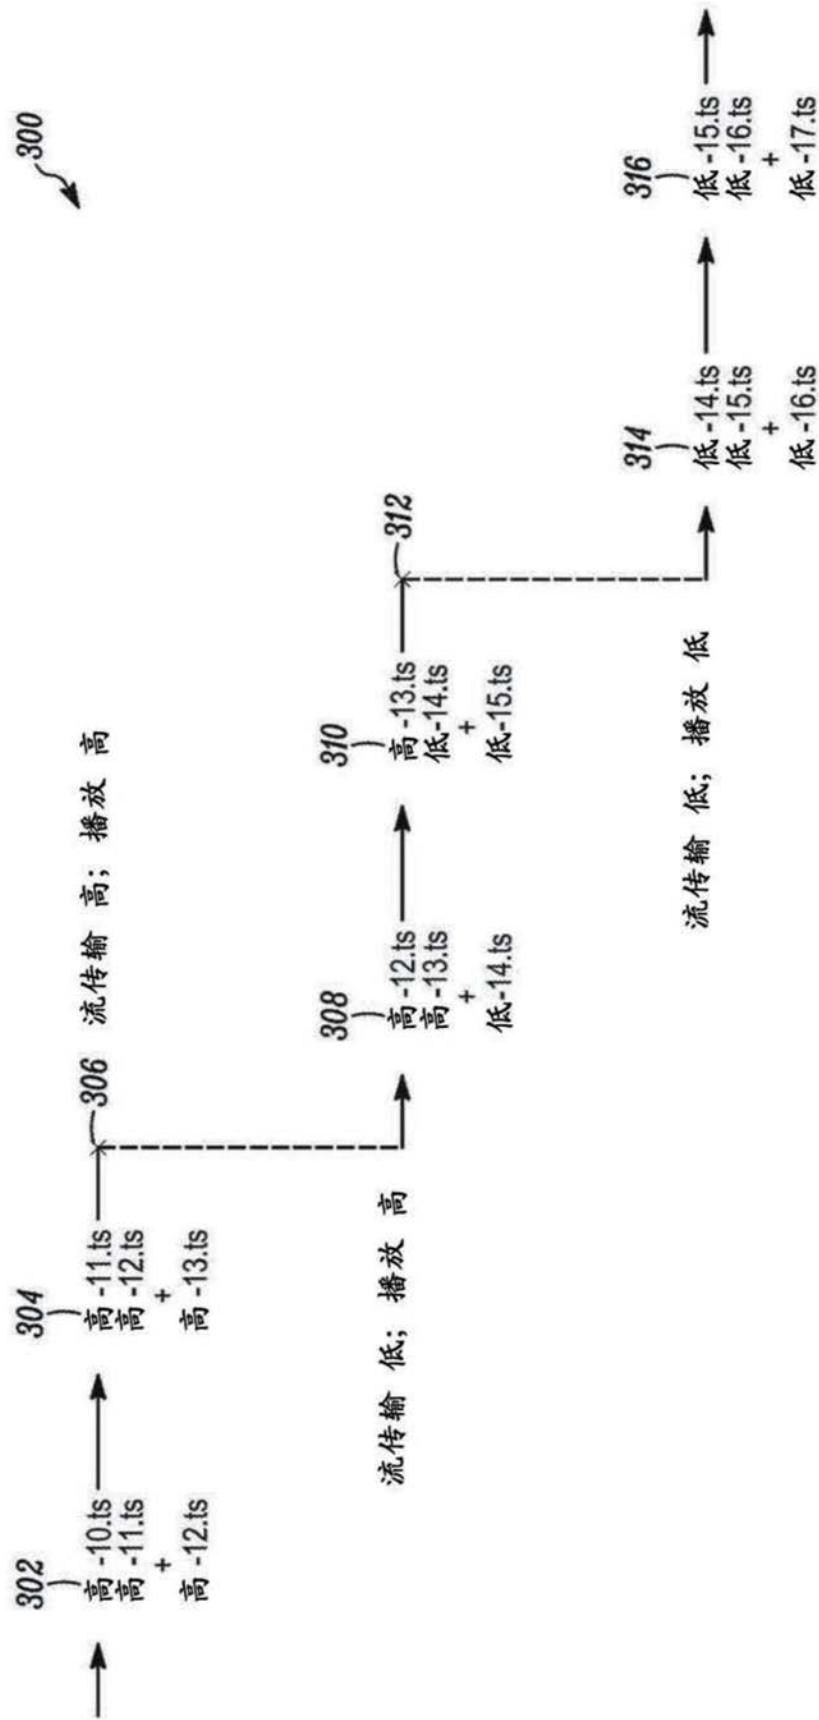 300
302
高-10.ts
高-11.ts
+
高-12.ts
304
高-11.ts
高-12.ts
+
高-13.ts
306
流传输 高; 播放 高
流传输 低; 播放 高
308
高-12.ts
高-13.ts
+
低-14.ts
310
高-13.ts
低-14.ts
+
低-15.ts
312
流传输 低; 播放 低
314
低-14.ts
低-15.ts
+
低-16.ts
316
低-15.ts
低-16.ts
+
低-17.ts